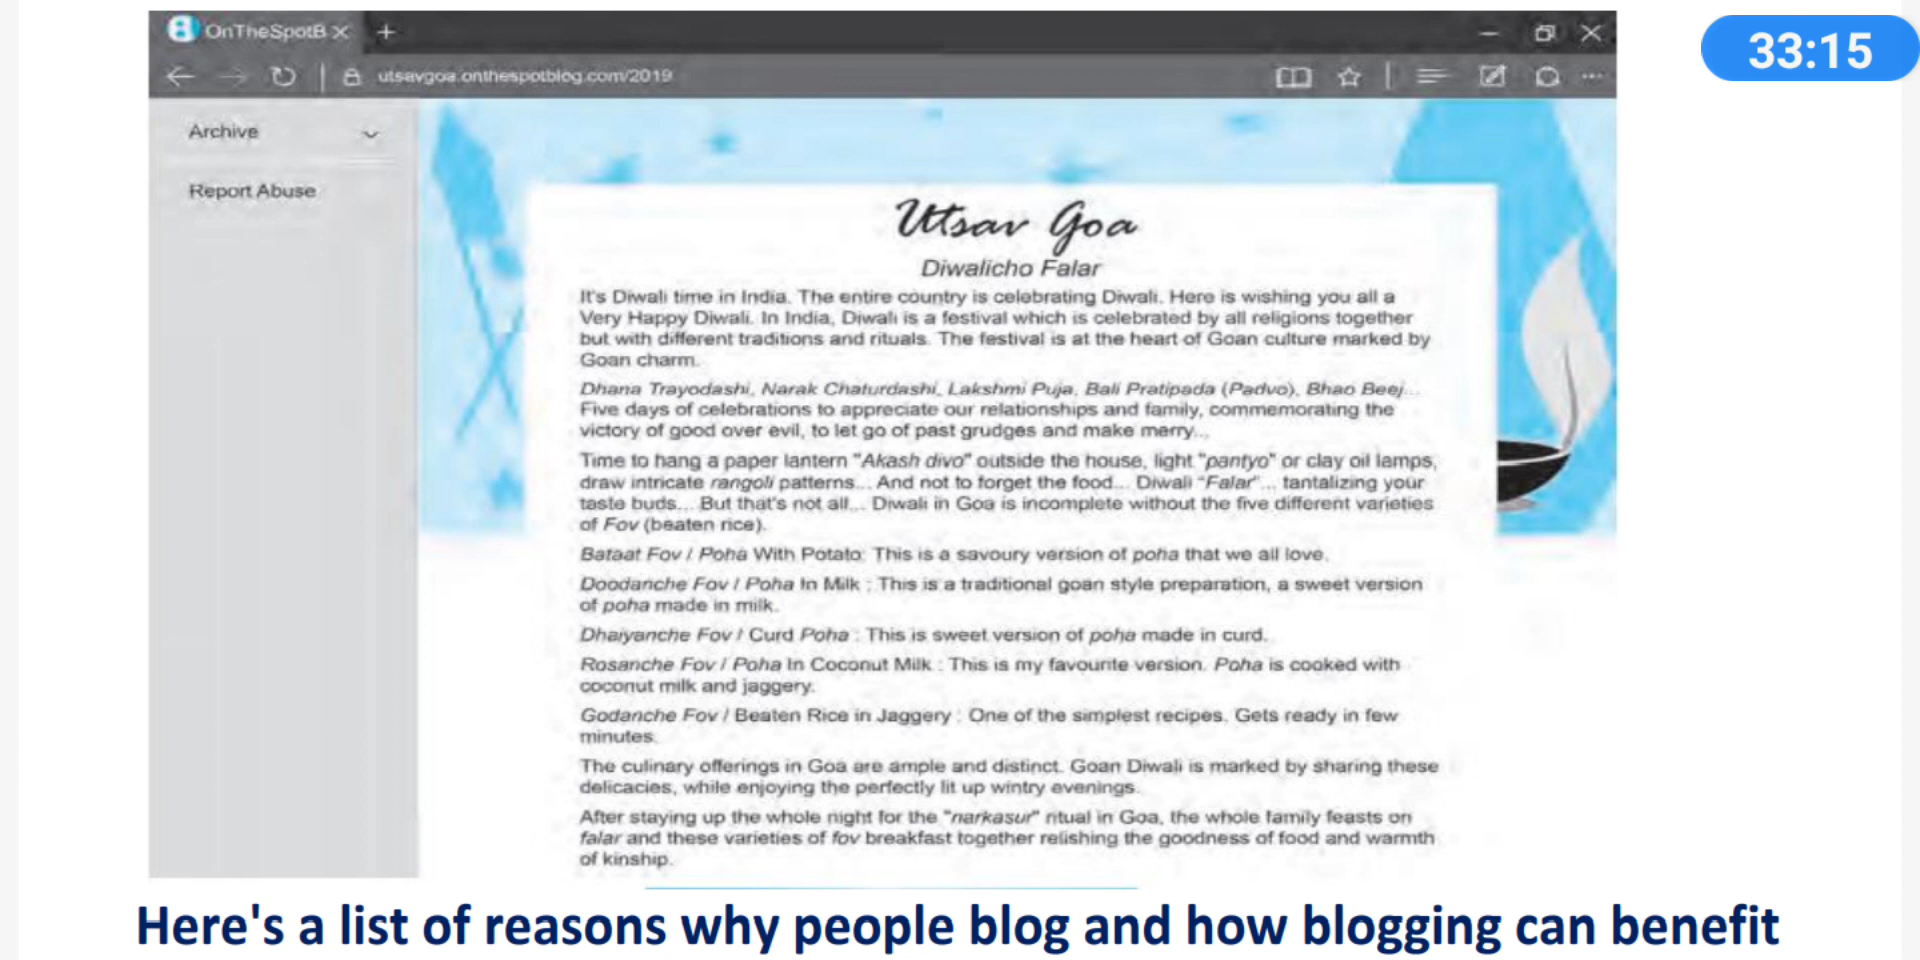 OnTheSpotB
33:15
utsavgoa.onthespotblog.com/2019
Archive
Report Abuse
Utsav Goa
Diwalicho Falar
It's Diwali time in India. The entire country is celebrating Diwali. Here is wishing you all a
Very Happy Diwali. In India, Diwali is a festival which is celebrated by all religions together
but with different traditions and rituals. The festival is at the heart of Goan culture marked by
Goan charm.
Dhana Trayodashi, Narak Chaturdashi, Lakshmi Puja, Bali Pratipada (Padvo), Bhao Beej...
Five days of celebrations to appreciate our relationships and family, commemorating the
victory of good over evil, to let go of past grudges and make merry...
Time to hang a paper lantern "Akash divo" outside the house, light "pantyo" or clay oil lamps,
draw intricate rangoli patterns... And not to forget the food... Diwali "Falar"... tantalizing your
taste buds... But that's not all... Diwali in Goa is incomplete without the five different varieties
of Fov (beaten rice).
Bataat Fov / Poha With Potato: This is a savoury version of poha that we all love.
Doodanche Fov / Poha In Milk : This is a traditional goan style preparation, a sweet version
of poha made in milk.
Dhaiyanche Fov / Curd Poha : This is sweet version of poha made in curd.
Rosanche Fov / Poha In Coconut Milk : This is my favourite version. Poha is cooked with
coconut milk and jaggery.
Godanche Fov / Beaten Rice in Jaggery : One of the simplest recipes. Gets ready in few
minutes.
The culinary offerings in Goa are ample and distinct. Goan Diwali is marked by sharing these
delicacies, while enjoying the perfectly lit up wintry evenings.
After staying up the whole night for the "narkasur" ritual in Goa, the whole family feasts on
falar and these varieties of fov breakfast together relishing the goodness of food and warmth
of kinship.
Here's a list of reasons why people blog and how blogging can benefit